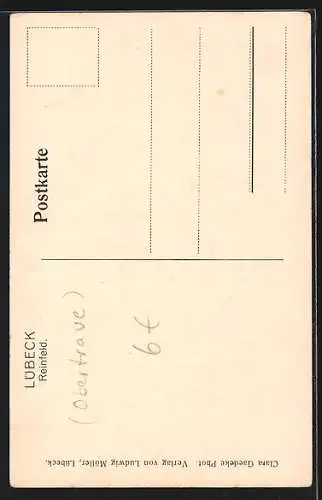 LÜBECK
Reinfeld.
(Obertrave)
6 €
Postkarte
Clara Gaedeke Phot. Verlag von Ludwig Möller, Lübeck.